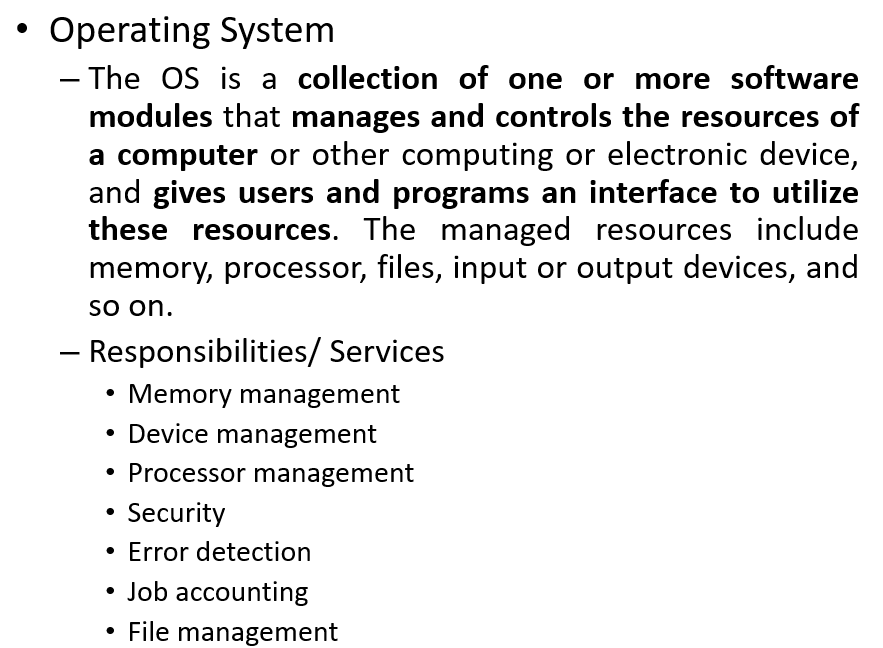 • Operating System
– The OS is a collection of one or more software
modules that manages and controls the resources of
a computer or other computing or electronic device,
and gives users and programs an interface to utilize
these resources. The managed resources include
memory, processor, files, input or output devices, and
so on.
– Responsibilities/ Services
• Memory management
• Device management
• Processor management
• Security
• Error detection
• Job accounting
• File management